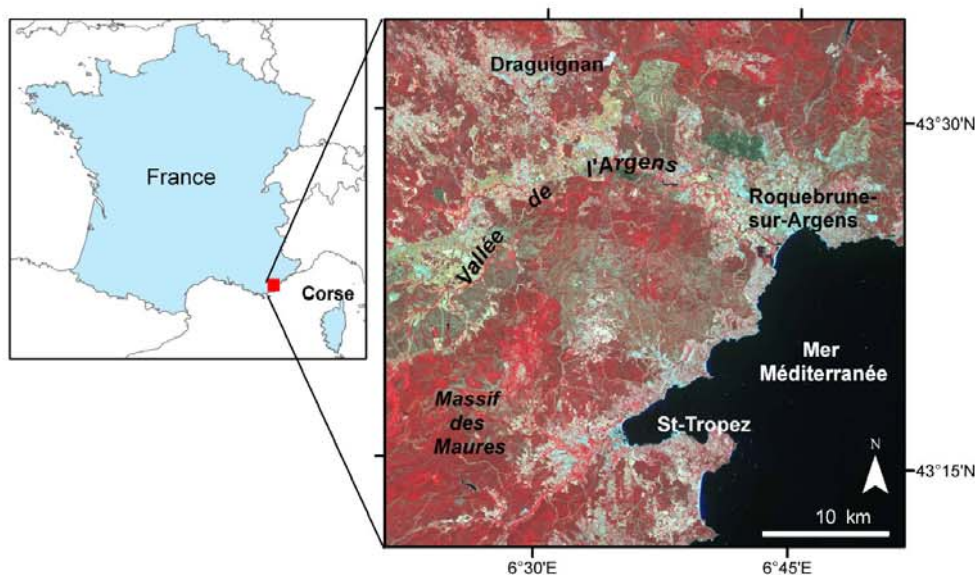 France
Corse
Draguignan
Vallée de l'Argens
Roquebrune-
sur-Argens
Mer
Méditerranée
Massif
des
Maures
St-Tropez
N
10 km
43°30'N
43°15'N
6°30'E
6°45'E